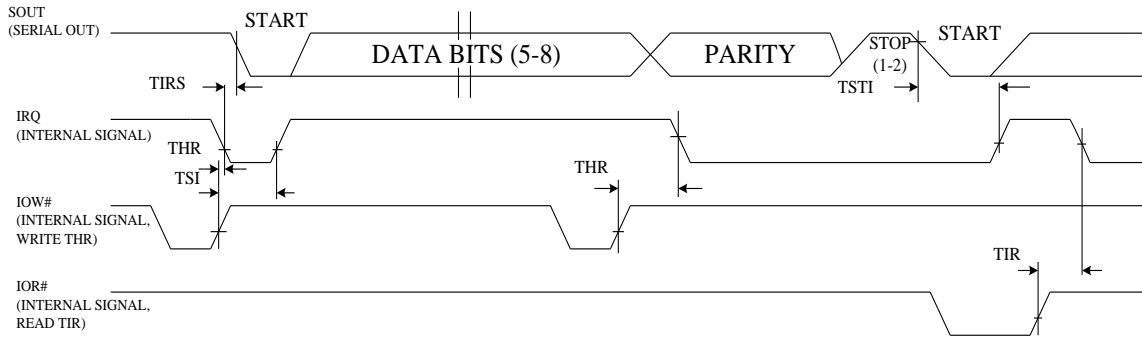 SOUT
(SERIAL OUT)
START
DATA BITS (5-8)
PARITY
STOP
(1-2)
START
TIRS
TSTI
IRQ
(INTERNAL SIGNAL)
THR
TSI
THR
IOW#
(INTERNAL SIGNAL,
WRITE THR)
TIR
IOR#
(INTERNAL SIGNAL,
READ TIR)